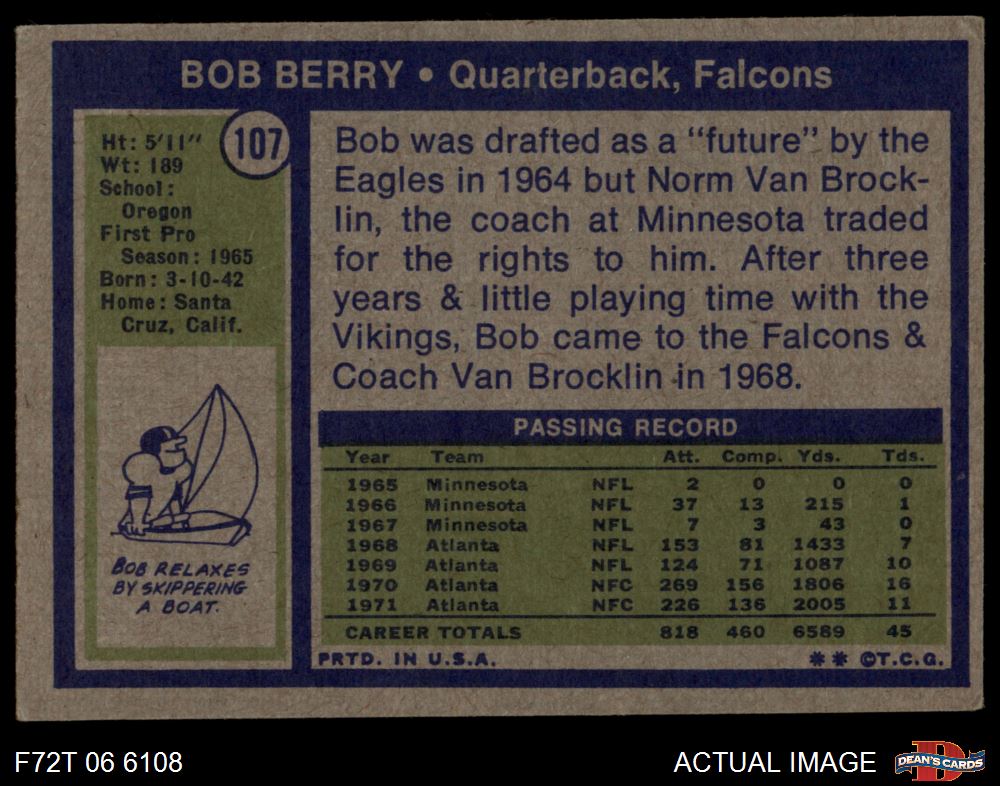 BOB BERRY • Quarterback, Falcons
107
Ht: 5'11"
Wt: 189
School:
Oregon
First Pro
Season: 1965
Born: 3-10-42
Home: Santa
Cruz, Calif.
BOB RELAXES
BY SKIPPERING
A BOAT.
Bob was drafted as a "future" by the
Eagles in 1964 but Norm Van Brock-
lin, the coach at Minnesota traded
for the rights to him. After three
years & little playing time with the
Vikings, Bob came to the Falcons &
Coach Van Brocklin in 1968.
PASSING RECORD
Year Team Att. Comp. Yds. Tds.
1965 Minnesota NFL 2 0 0 0
1966 Minnesota NFL 37 13 215 1
1967 Minnesota NFL 7 3 43 0
1968 Atlanta NFL 153 81 1433 7
1969 Atlanta NFL 124 71 1087 10
1970 Atlanta NFC 269 156 1806 16
1971 Atlanta NFC 226 136 2005 11
CAREER TOTALS 818 460 6589 45
PRTD. IN U.S.A. ** ©T.C.G.
F72T 06 6108
ACTUAL IMAGE
D
DEAN'S CARDS